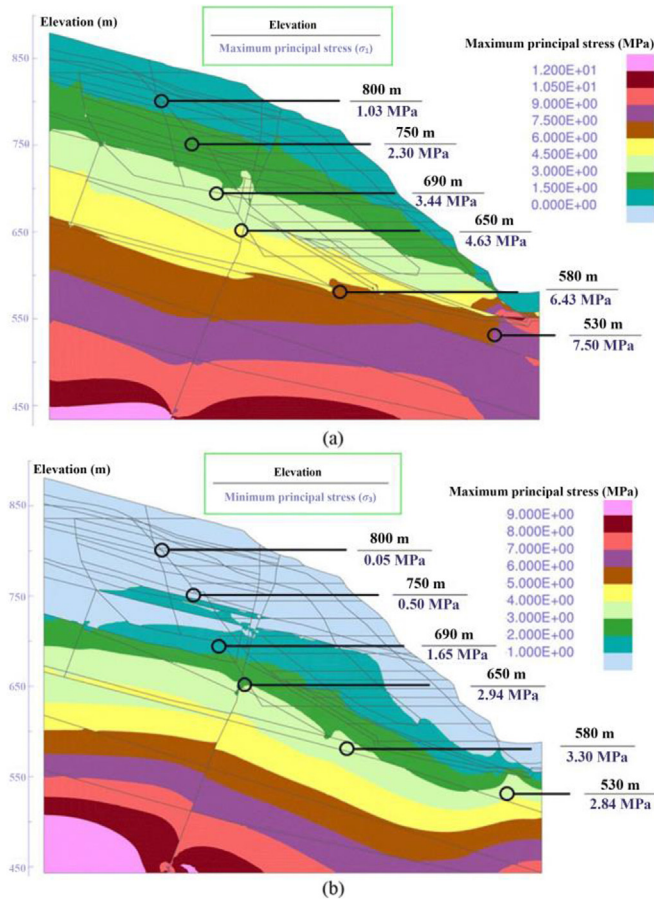 Elevation (m)
Elevation
Maximum principal stress (σ₁)
Maximum principal stress (MPa)
1.200E+01
1.050E+01
9.000E+00
7.500E+00
6.000E+00
4.500E+00
3.000E+00
1.500E+00
0.000E+00
850
750
650
550
450
800 m
1.03 MPa
750 m
2.30 MPa
690 m
3.44 MPa
650 m
4.63 MPa
580 m
6.43 MPa
530 m
7.50 MPa
(a)
Elevation (m)
Elevation
Minimum principal stress (σ₃)
Maximum principal stress (MPa)
9.000E+00
8.000E+00
7.000E+00
6.000E+00
5.000E+00
4.000E+00
3.000E+00
2.000E+00
1.000E+00
850
750
650
550
450
800 m
0.05 MPa
750 m
0.50 MPa
690 m
1.65 MPa
650 m
2.94 MPa
580 m
3.30 MPa
530 m
2.84 MPa
(b)